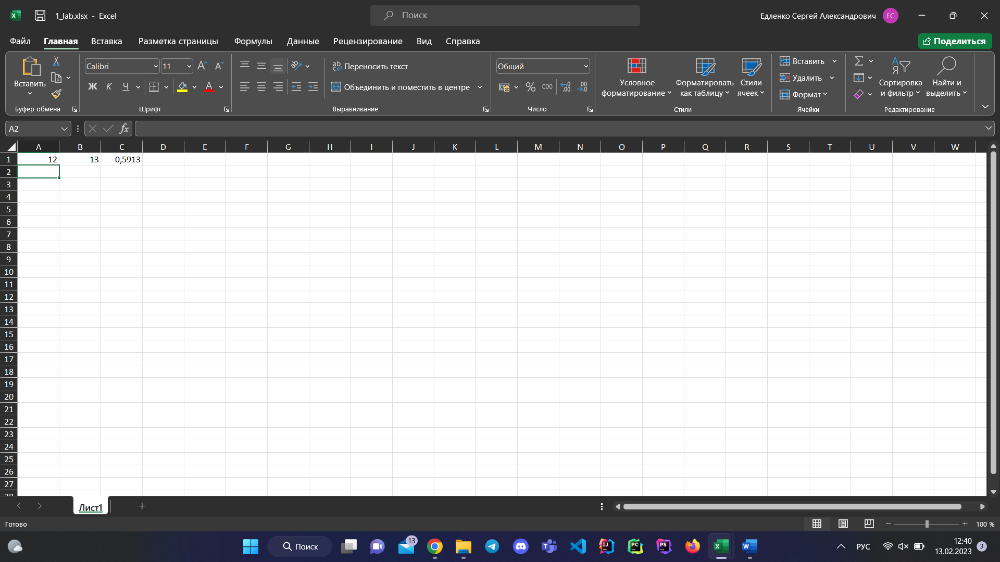 1_lab.xlsx - Excel
Поиск
Едленко Сергей Александрович
ЕС
Файл
Главная
Вставка
Разметка страницы
Формулы
Данные
Рецензирование
Вид
Справка
Поделиться
Вставить
Буфер обмена
Calibri
11
Ж К Ч
Шрифт
Переносить текст
Объединить и поместить в центре
Выравнивание
Общий
% 000
Число
Условное
форматирование
Форматировать
как таблицу
Стили
ячеек
Стили
Вставить
Удалить
Формат
Ячейки
Сортировка
и фильтр
Найти и
выделить
Редактирование
A2
fx
A B C D E F G H I J K L M N O P Q R S T U V W
1 12 13 -0,5913
2
3
4
5
6
7
8
9
10
11
12
13
14
15
16
17
18
19
20
21
22
23
24
25
26
27
28
Лист1
Готово
100 %
Поиск
13
РУС
12:40
13.02.2023
3